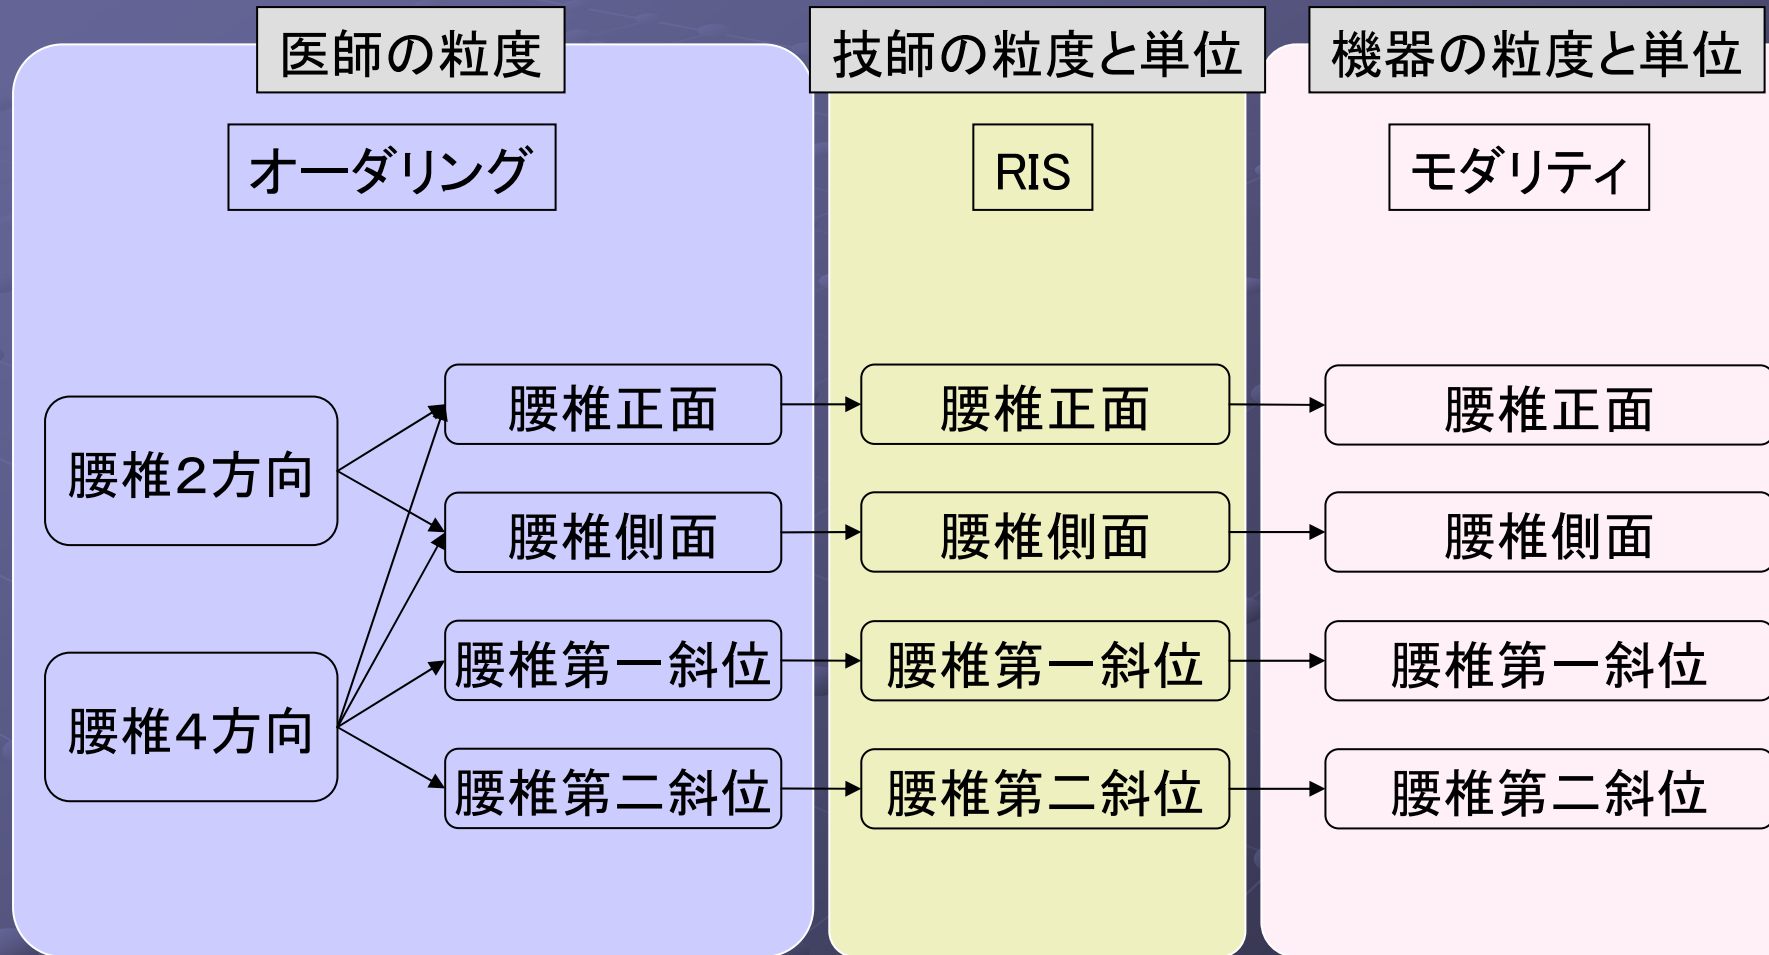 医師の粒度
技師の粒度と単位
機器の粒度と単位
オーダリング
RIS
モダリティ
腰椎２方向
腰椎４方向
腰椎正面
腰椎側面
腰椎第一斜位
腰椎第二斜位
腰椎正面
腰椎側面
腰椎第一斜位
腰椎第二斜位
腰椎正面
腰椎側面
腰椎第一斜位
腰椎第二斜位